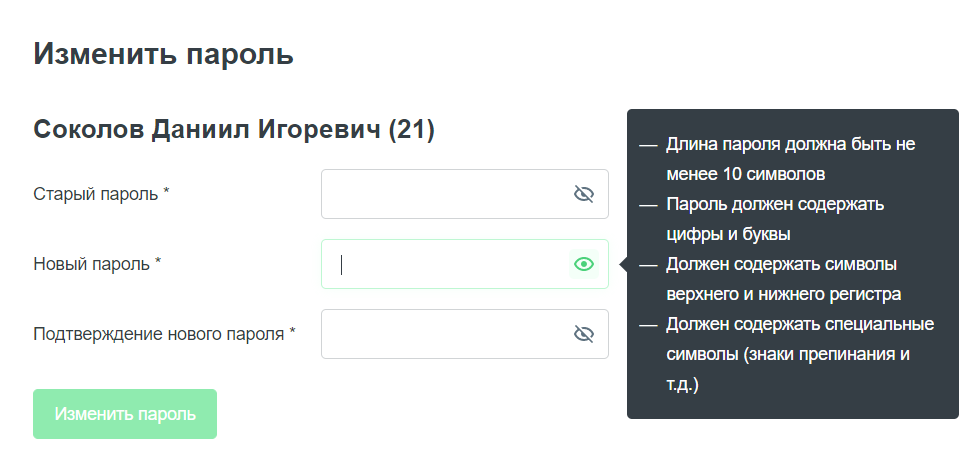 Изменить пароль
Соколов Даниил Игоревич (21)
Старый пароль *
Новый пароль *
Подтверждение нового пароля *
Изменить пароль
— Длина пароля должна быть не
менее 10 символов
— Пароль должен содержать
цифры и буквы
— Должен содержать символы
верхнего и нижнего регистра
— Должен содержать специальные
символы (знаки препинания и
т.д.)